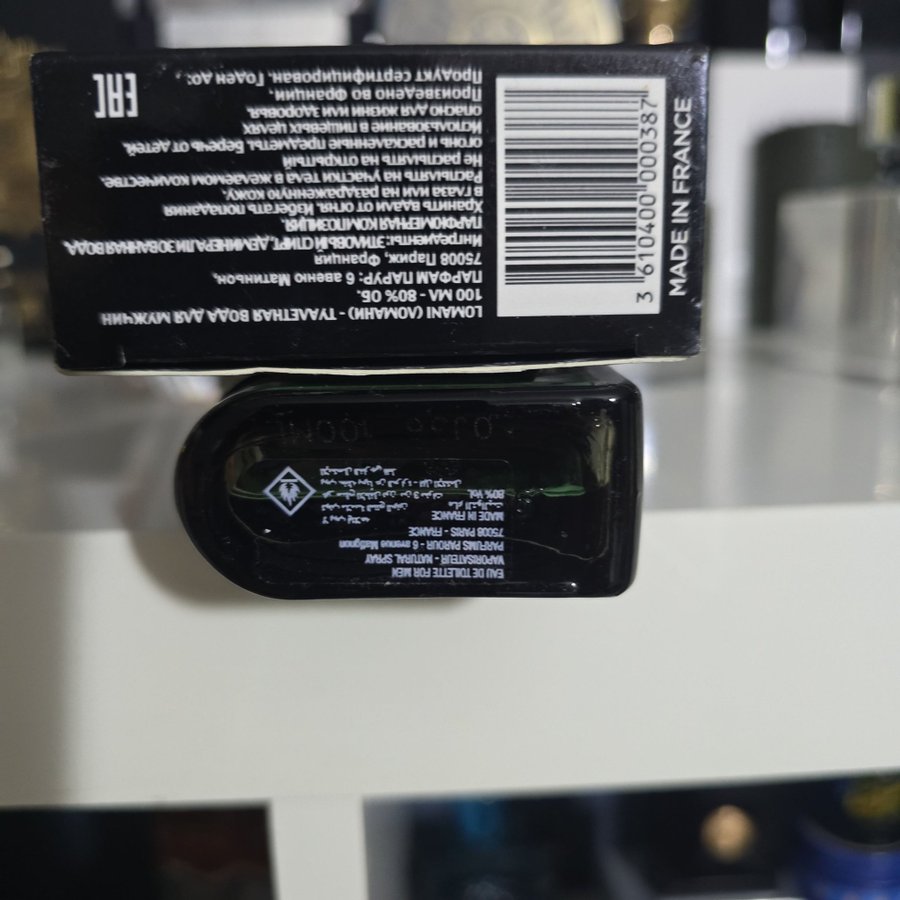 LOMANI (ЛОМАНИ) - ТУАЛЕТНАЯ ВОДА ДЛЯ МУЖЧИН
100 МЛ - 80% ОБ.
ПАРФАМ ПАРУР: 6 авеню Матиньон,
75008 Париж, Франция
Ингредиенты: ЭТИЛОВЫЙ СПИРТ, ДЕМИНЕРАЛИЗОВАННАЯ ВОДА,
ПАРФЮМЕРНАЯ КОМПОЗИЦИЯ.
Хранить вдали от огня. Избегать попадания
в глаза или на раздраженную кожу.
Распылять на участки тела в желаемом количестве.
Не распылять на открытый
огонь и раскаленные предметы. Беречь от детей.
Использование в пищевых целях
опасно для жизни или здоровья.
Произведено во Франции.
Продукт сертифицирован. Годен до: ,
EAC
3 610400 000387
MADE IN FRANCE
EAU DE TOILETTE FOR MEN
VAPORISATEUR - NATURAL SPRAY
PARFUMS PAROUR - 6 avenue Matignon
75008 PARIS - FRANCE
MADE IN FRANCE
80% Vol
100ML